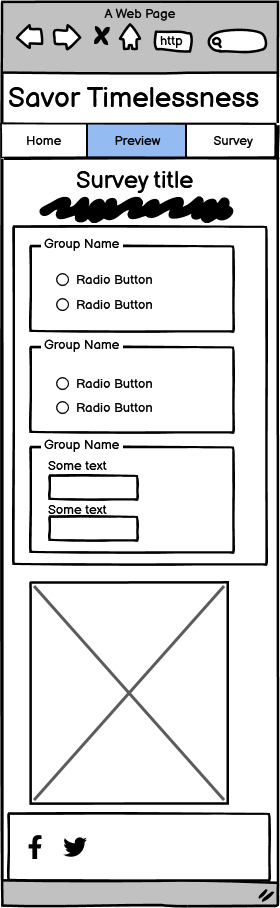 A Web Page
http
Savor Timelessness
Home Preview Survey
Survey title
Group Name
Radio Button
Radio Button
Group Name
Radio Button
Radio Button
Group Name
Some text
Some text